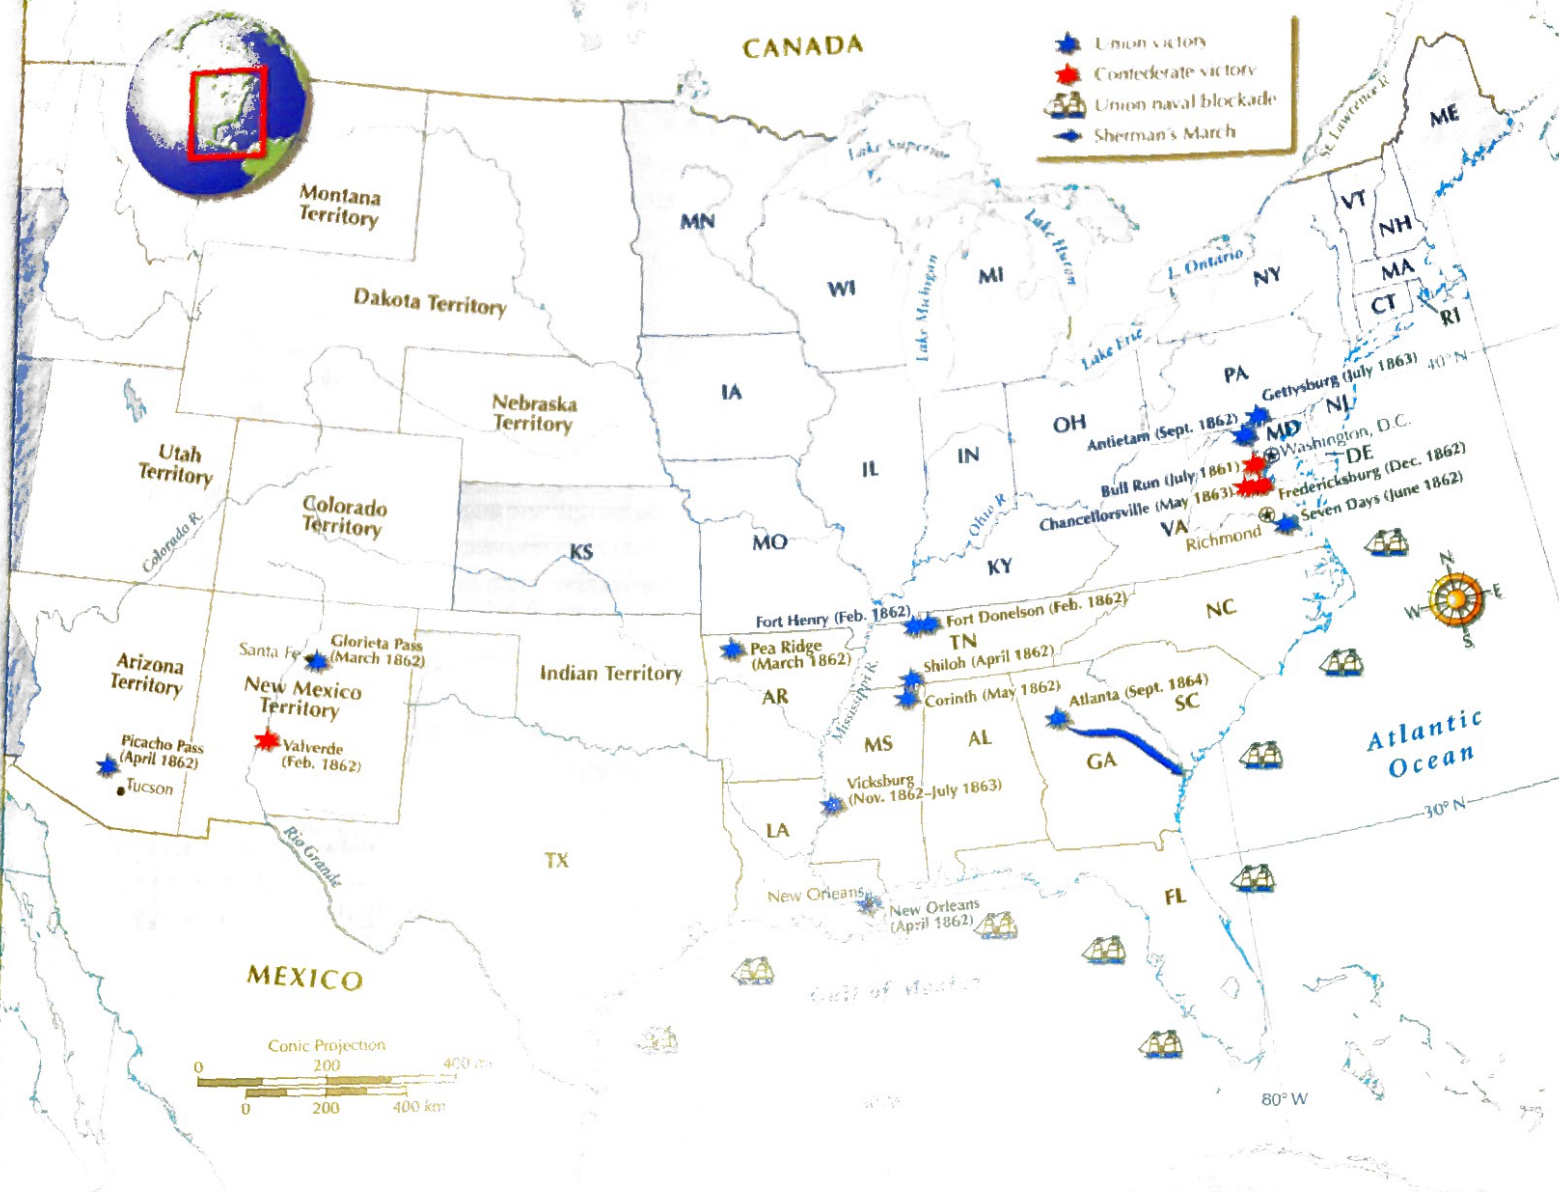 CANADA
Union victory
Confederate victory
Union naval blockade
Sherman's March
St. Lawrence R.
ME
Lake Superior
Montana
Territory
MN
VT
NH
Lake Huron
L. Ontario
MA
WI
MI
NY
Lake Michigan
CT
RI
Dakota Territory
Lake Erie
40° N
PA
Gettysburg (July 1863)
IA
Nebraska
Territory
NJ
OH
Antietam (Sept. 1862)
MD
Washington, D.C.
DE
Utah
Territory
IL
IN
Bull Run (July 1861)
Fredericksburg (Dec. 1862)
Chancellorsville (May 1863)
Seven Days (June 1862)
Colorado
Territory
Ohio R.
VA
Richmond
Colorado R.
KS
MO
KY
N
W
E
S
Fort Henry (Feb. 1862)
Fort Donelson (Feb. 1862)
NC
TN
Santa Fe
Glorieta Pass
(March 1862)
Pea Ridge
(March 1862)
Shiloh (April 1862)
Arizona
Territory
Indian Territory
New Mexico
Territory
AR
Mississippi R.
Corinth (May 1862)
Atlanta (Sept. 1864)
SC
Picacho Pass
(April 1862)
Valverde
(Feb. 1862)
MS
AL
GA
Atlantic
Ocean
Tucson
Vicksburg
(Nov. 1862–July 1863)
30° N
LA
Rio Grande
TX
New Orleans
New Orleans
(April 1862)
FL
MEXICO
Gulf of Mexico
Conic Projection
0
200
400 mi
0
200
400 km
80° W